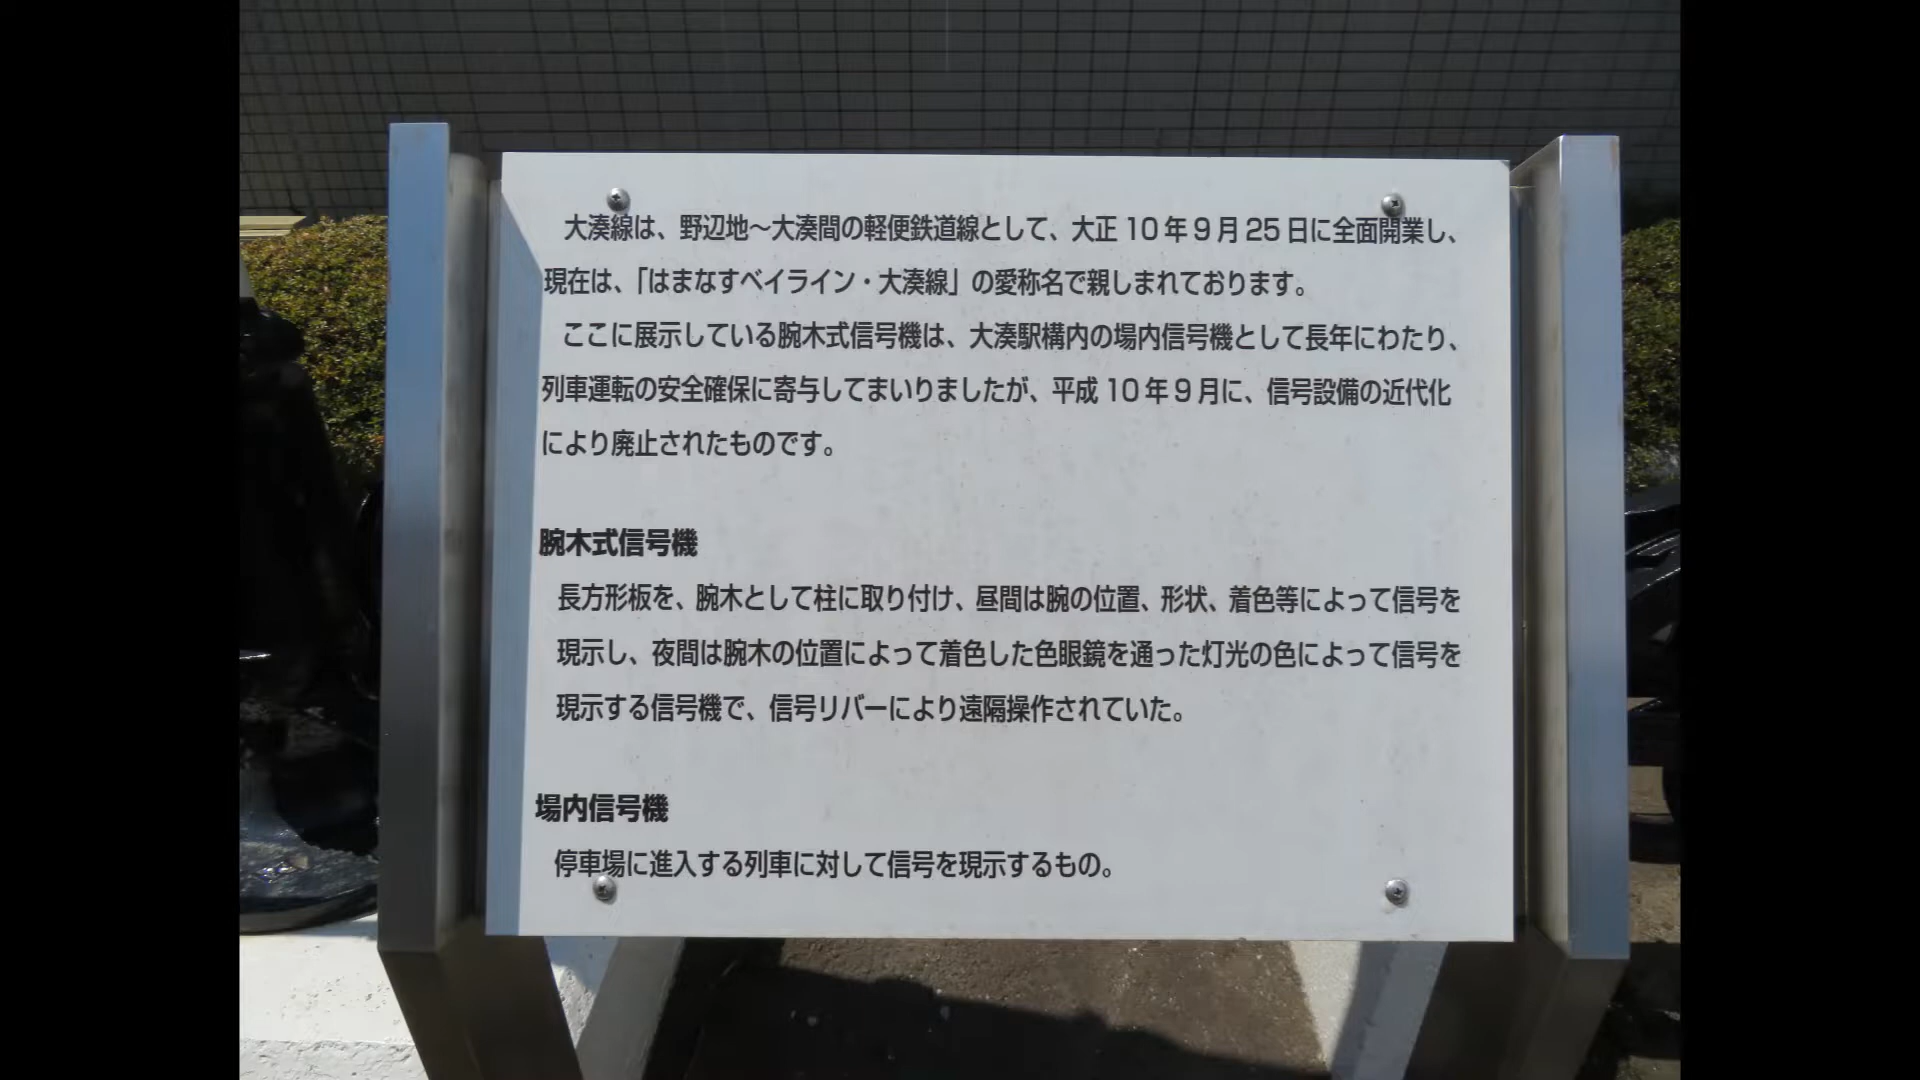 大湊線は、野辺地～大湊間の軽便鉄道線として、大正10年9月25日に全面開業し、
現在は、「はまなすベイライン・大湊線」の愛称名で親しまれております。
ここに展示している腕木式信号機は、大湊駅構内の場内信号機として長年にわたり、
列車運転の安全確保に寄与してまいりましたが、平成10年9月に、信号設備の近代化
により廃止されたものです。
腕木式信号機
長方形板を、腕木として柱に取り付け、昼間は腕の位置、形状、着色等によって信号を
現示し、夜間は腕木の位置によって着色した色眼鏡を通った灯光の色によって信号を
現示する信号機で、信号リバーにより遠隔操作されていた。
場内信号機
停車場に進入する列車に対して信号を現示するもの。